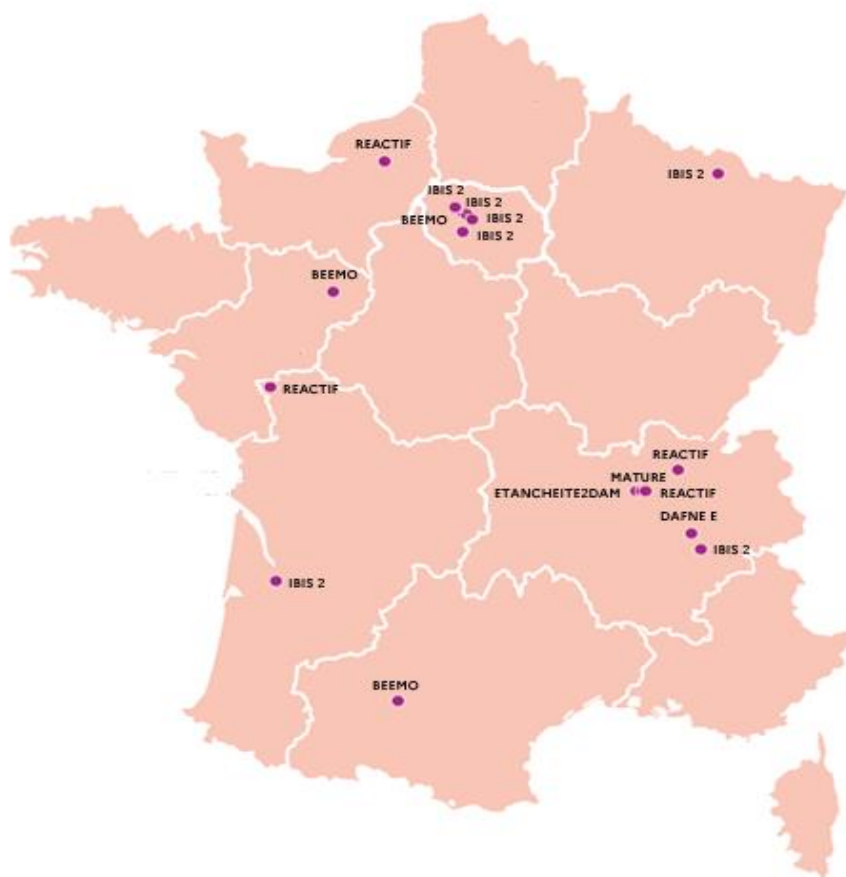 REACTIF
IBIS 2
IBIS 2
IBIS 2
BEEMO
IBIS 2
IBIS 2
BEEMO
REACTIF
REACTIF
MATURE
ETANCHEITE2DAM
REACTIF
DAFNE E
IBIS 2
IBIS 2
BEEMO